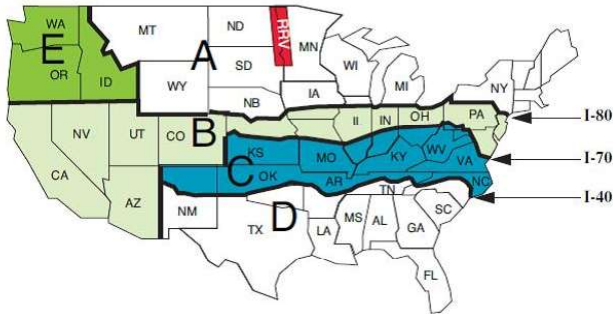 WA
MT
ND
RRV
MN
E
A
OR
ID
SD
WI
WY
MI
NY
IA
NB
I-80
NV
UT
CO
B
Il
IN
OH
PA
KS
MO
KY
WV
VA
I-70
CA
C
OK
AR
TN
NC
AZ
NM
I-40
D
TX
LA
MS
AL
GA
SC
FL